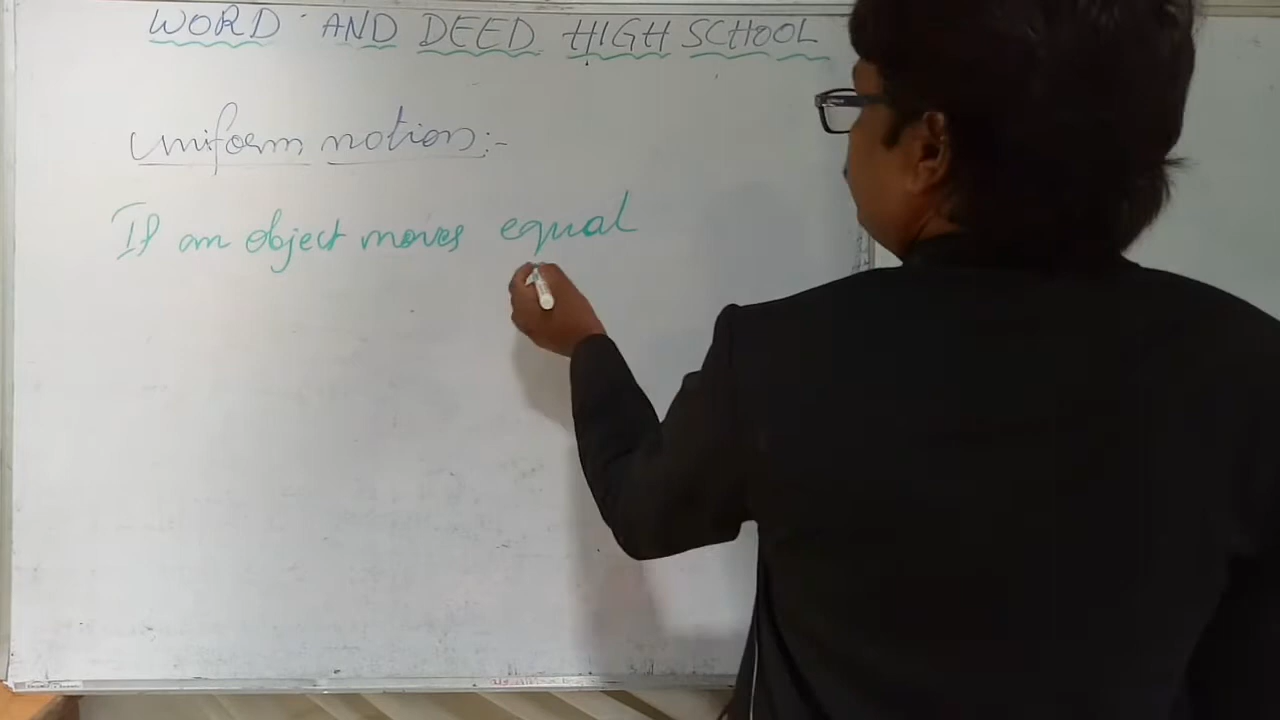 WORD AND DEED HIGH SCHOOL
Uniform motion:-
If an object moves equal